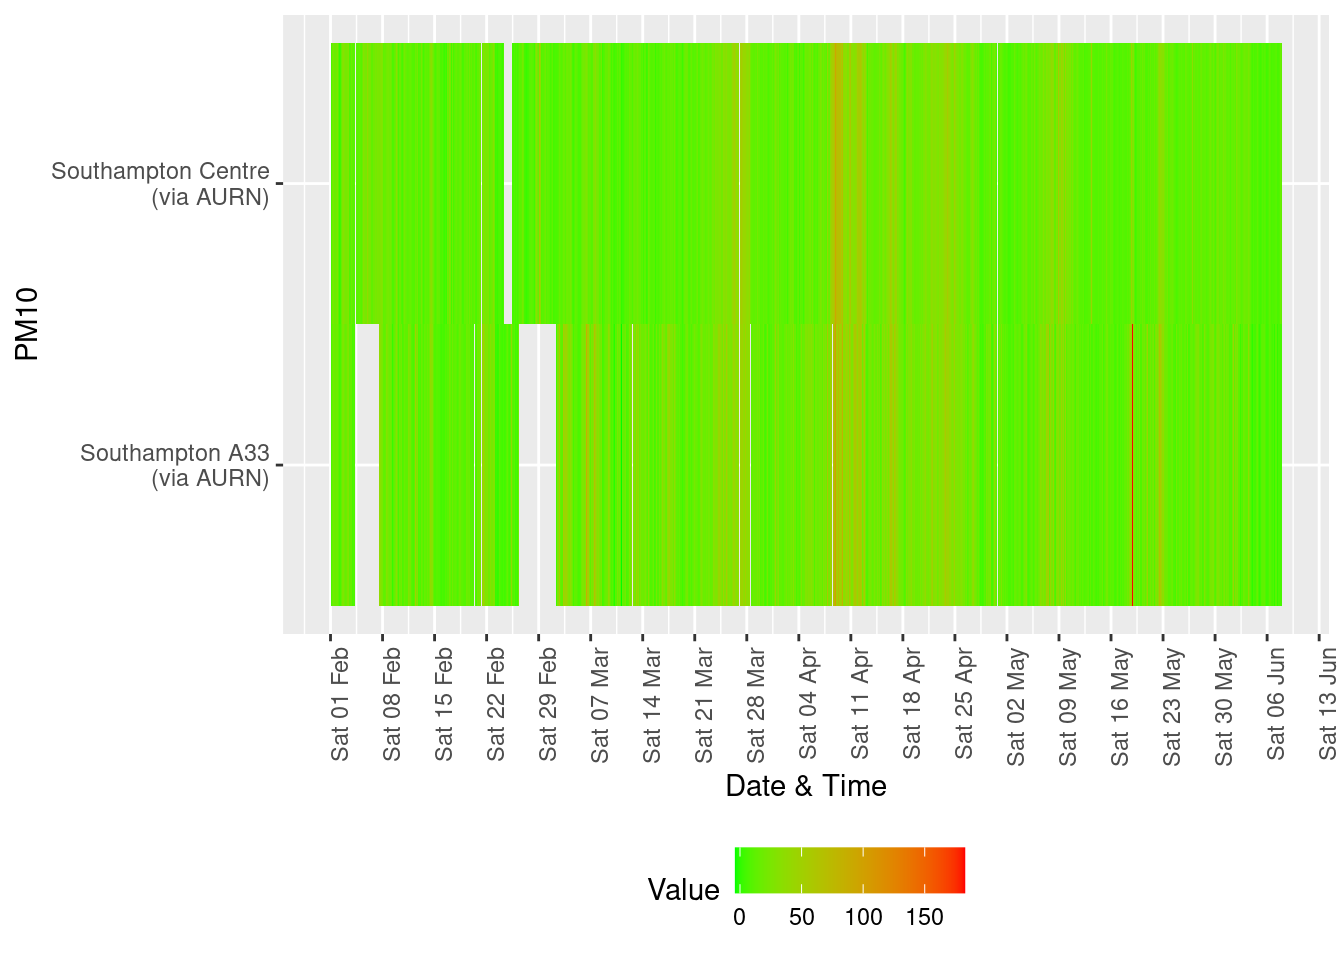 PM10
Southampton Centre
(via AURN)
Southampton A33
(via AURN)
Sat 01 Feb
Sat 08 Feb
Sat 15 Feb
Sat 22 Feb
Sat 29 Feb
Sat 07 Mar
Sat 14 Mar
Sat 21 Mar
Sat 28 Mar
Sat 04 Apr
Sat 11 Apr
Sat 18 Apr
Sat 25 Apr
Sat 02 May
Sat 09 May
Sat 16 May
Sat 23 May
Sat 30 May
Sat 06 Jun
Sat 13 Jun
Date & Time
Value
0 50 100 150